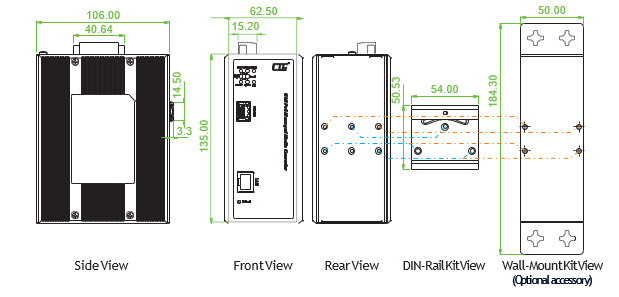 106.00
40.64
14.50
3.3
62.50
15.20
135.00
CTC
LAN
54.00
50.53
50.00
184.30
Side View
Front View
Rear View
DIN-Rail Kit View
Wall-Mount Kit View
(Optional accessory)